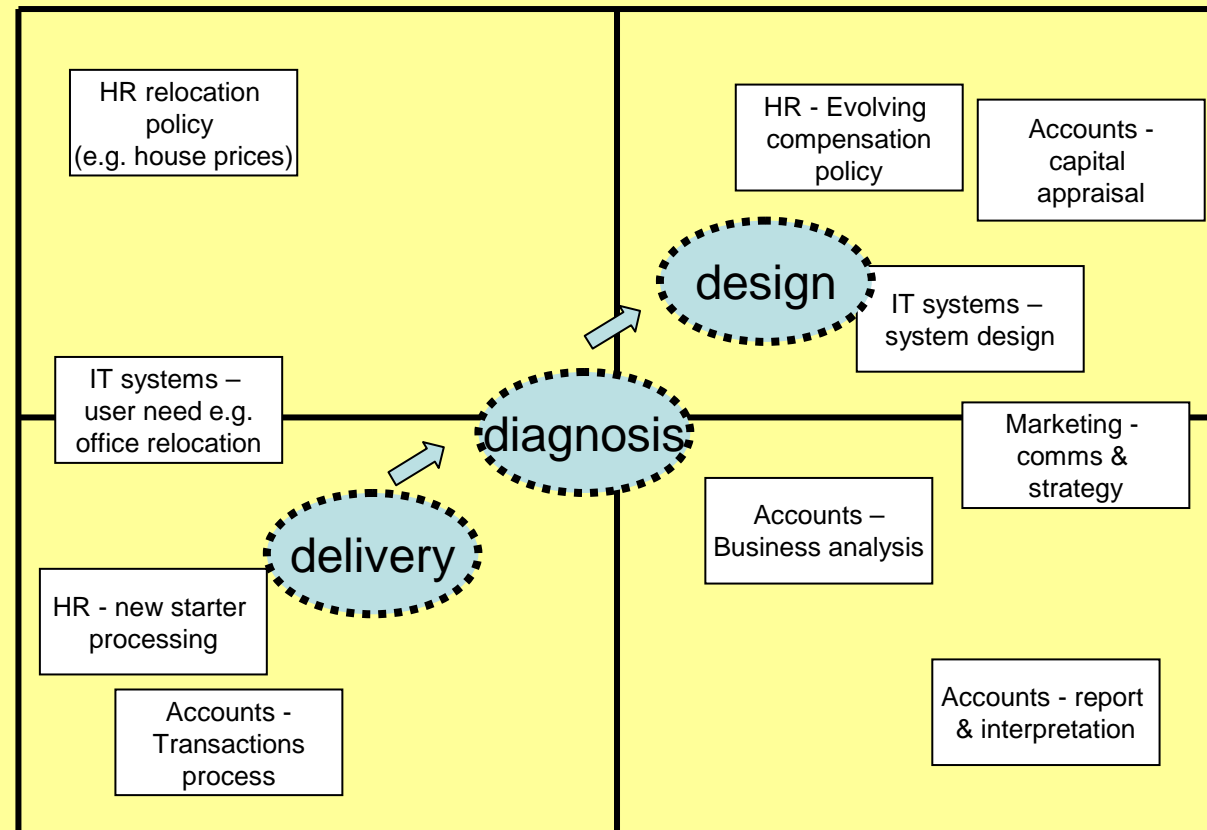 HR relocation
policy
(e.g. house prices)
HR - Evolving
compensation
policy
Accounts -
capital
appraisal
design
IT systems –
system design
IT systems –
user need e.g.
office relocation
diagnosis
Marketing -
comms &
strategy
Accounts –
Business analysis
delivery
HR - new starter
processing
Accounts -
Transactions
process
Accounts - report
& interpretation